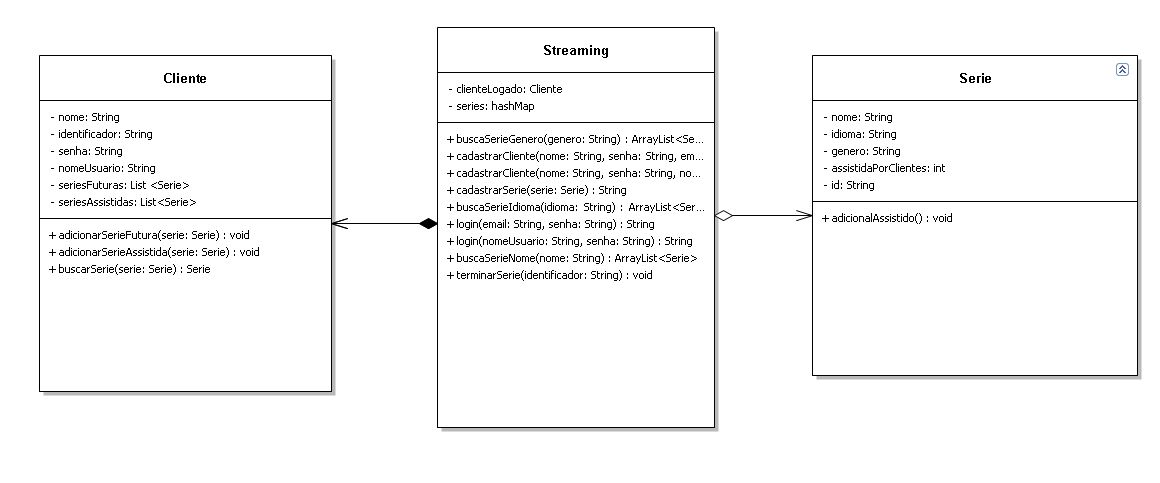 Cliente
- nome: String
- identificador: String
- senha: String
- nomeUsuario: String
- seriesFuturas: List <Serie>
- seriesAssistidas: List<Serie>
+ adicionarSerieFutura(serie: Serie) : void
+ adicionarSerieAssistida(serie: Serie) : void
+ buscarSerie(serie: Serie) : Serie
Streaming
- clienteLogado: Cliente
- series: hashMap
+ buscaSerieGenero(genero: String) : ArrayList<Se...
+ cadastrarCliente(nome: String, senha: String, em...
+ cadastrarCliente(nome: String, senha: String, no...
+ cadastrarSerie(serie: Serie) : String
+ buscaSerieIdioma(idioma: String) : ArrayList<Ser...
+ login(email: String, senha: String) : String
+ login(nomeUsuario: String, senha: String) : String
+ buscaSerieNome(nome: String) : ArrayList<Serie>
+ terminarSerie(identificador: String) : void
Serie
- nome: String
- idioma: String
- genero: String
- assistidaPorClientes: int
- id: String
+ adicionalAssistido() : void